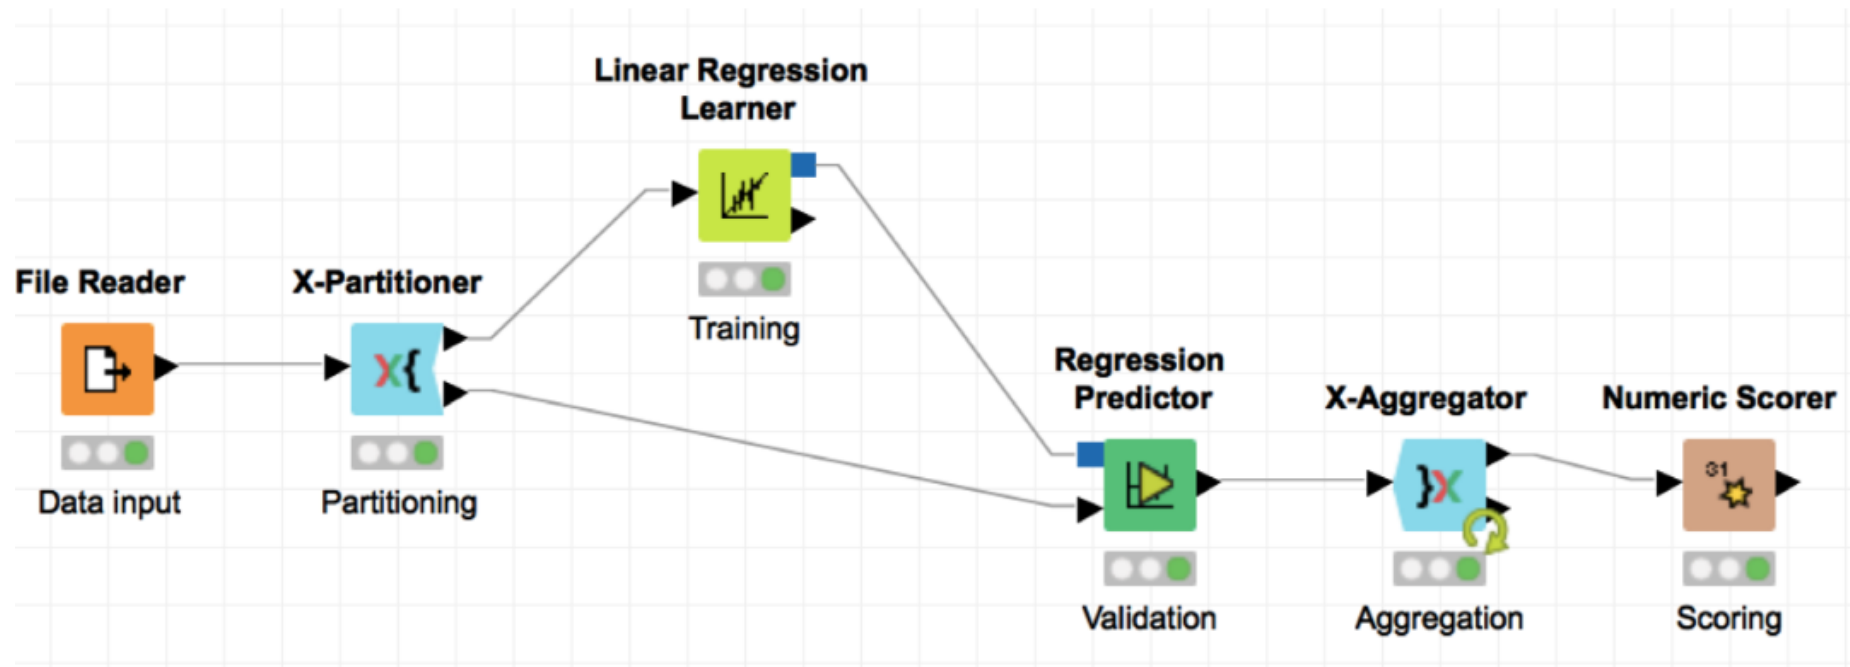 Linear Regression
Learner
Training
File Reader
Data input
X-Partitioner
X{
Partitioning
Regression
Predictor
Validation
X-Aggregator
}X
Aggregation
Numeric Scorer
Scoring